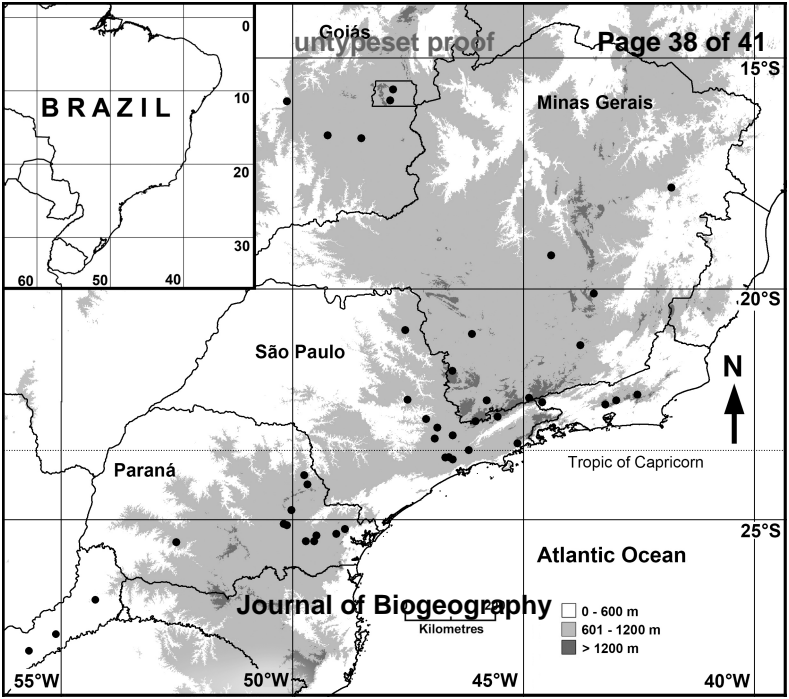 Goiás
untypeset proof
Page 38 of 41
0
15°S
BRAZIL
10
Minas Gerais
20
30
60
50
40
20°S
São Paulo
N
Paraná
Tropic of Capricorn
25°S
Atlantic Ocean
Journal of Biogeography
Kilometres
0 - 600 m
601 - 1200 m
> 1200 m
55°W
50°W
45°W
40°W